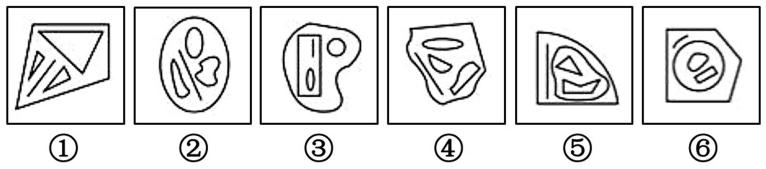 ① ② ③ ④ ⑤ ⑥